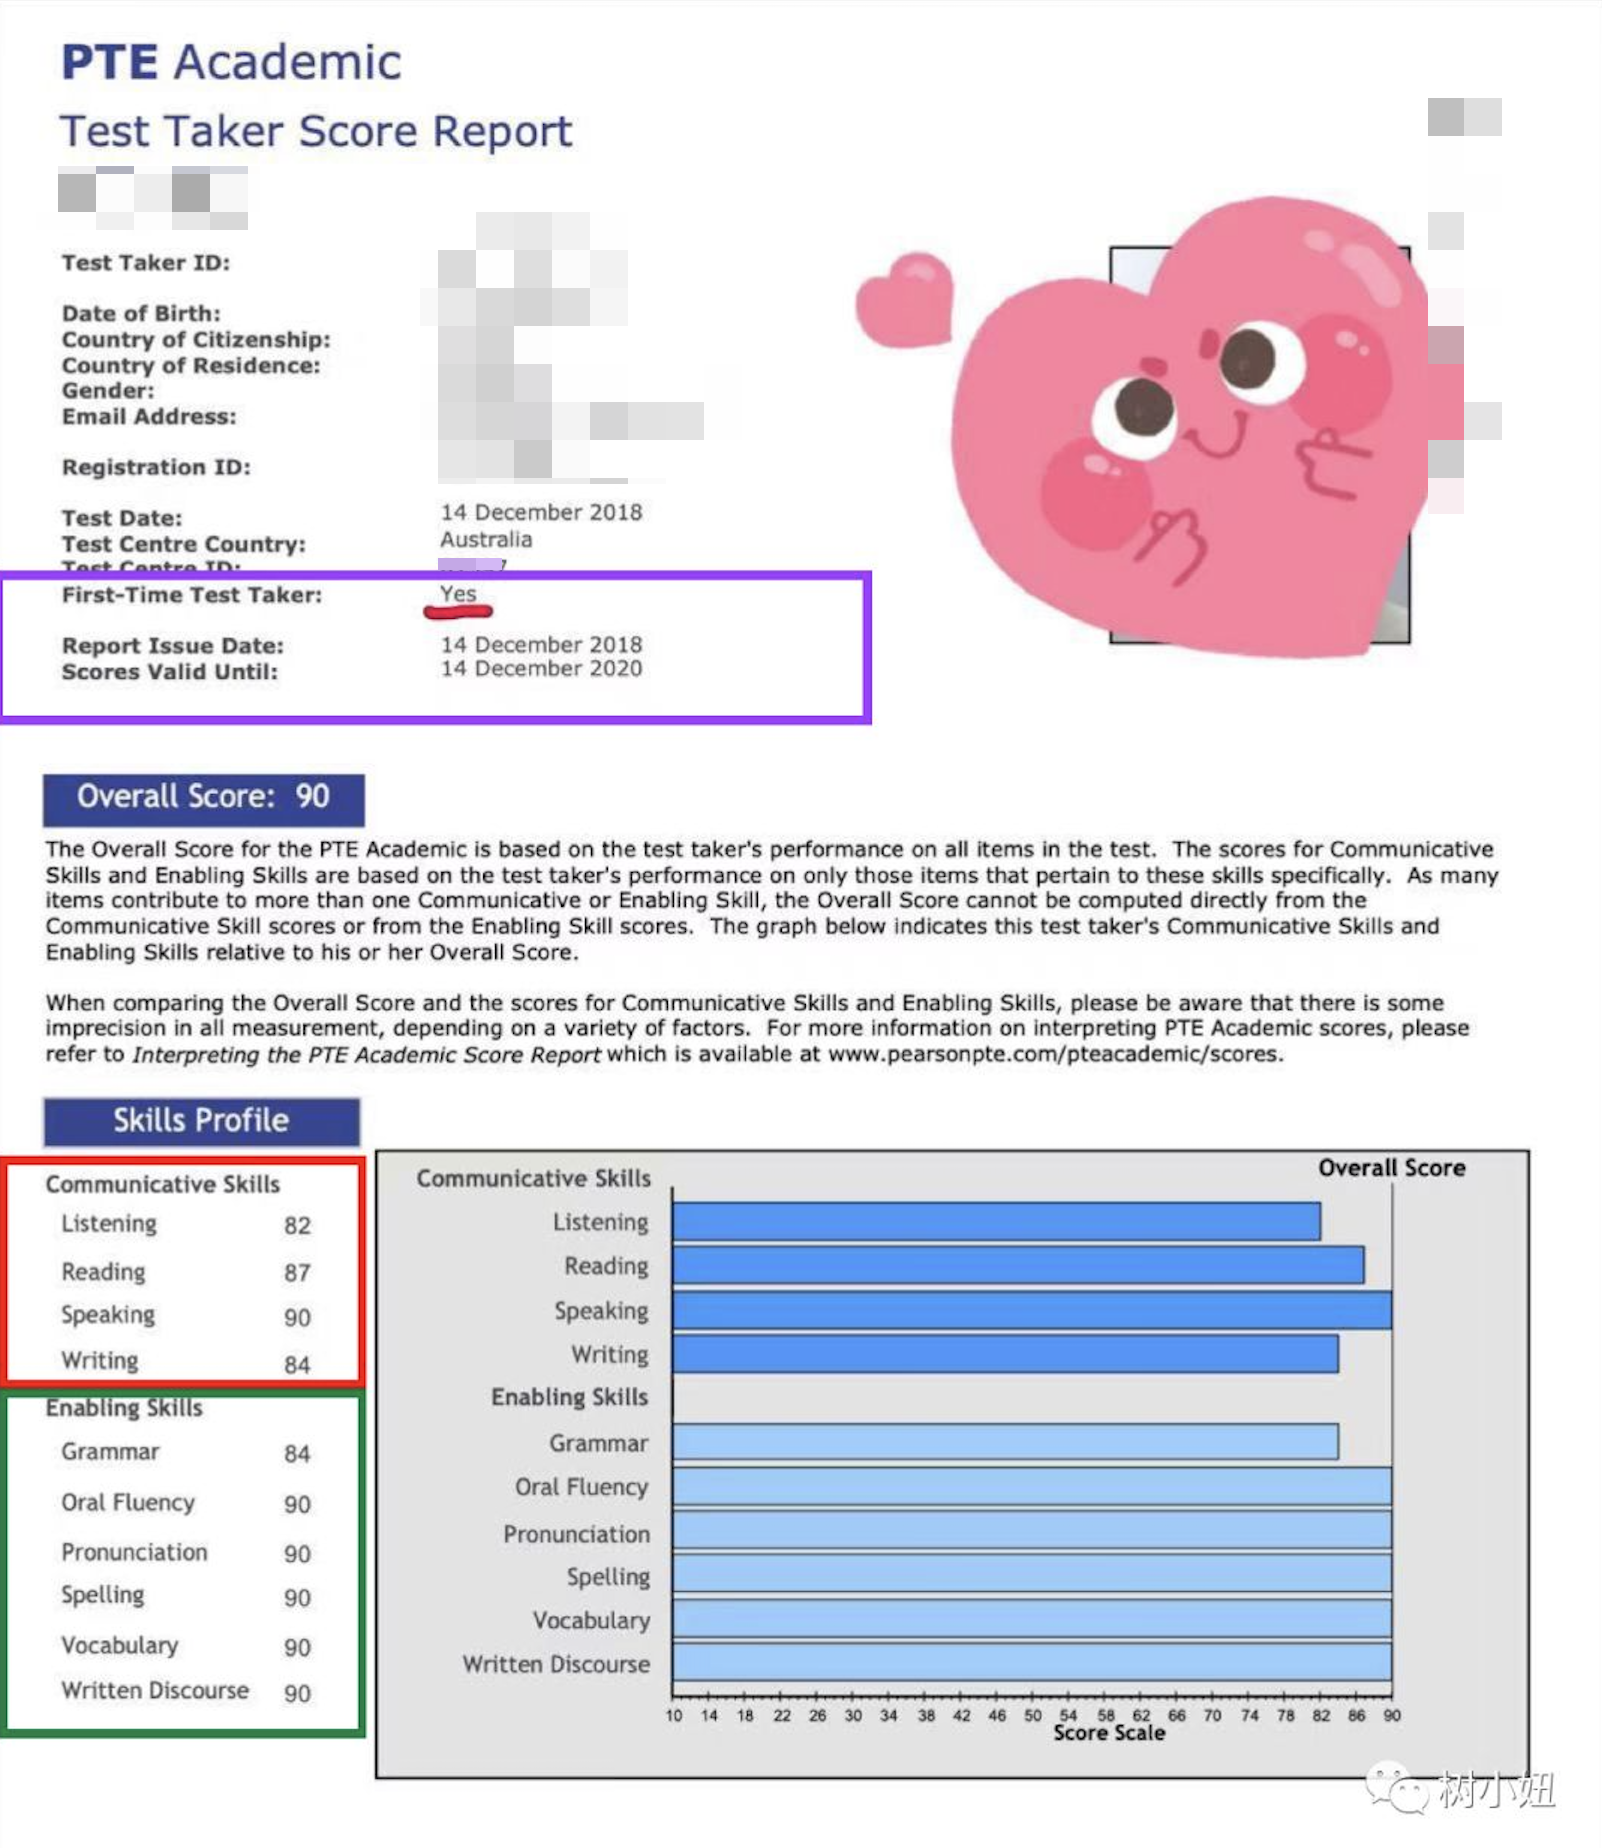 PTE Academic
Test Taker Score Report
Test Taker ID:
Date of Birth:
Country of Citizenship:
Country of Residence:
Gender:
Email Address:
Registration ID:
Test Date: 14 December 2018
Test Centre Country: Australia
Test Centre ID: 7
First-Time Test Taker: Yes
Report Issue Date: 14 December 2018
Scores Valid Until: 14 December 2020
Overall Score: 90
The Overall Score for the PTE Academic is based on the test taker's performance on all items in the test. The scores for Communicative
Skills and Enabling Skills are based on the test taker's performance on only those items that pertain to these skills specifically. As many
items contribute to more than one Communicative or Enabling Skill, the Overall Score cannot be computed directly from the
Communicative Skill scores or from the Enabling Skill scores. The graph below indicates this test taker's Communicative Skills and
Enabling Skills relative to his or her Overall Score.
When comparing the Overall Score and the scores for Communicative Skills and Enabling Skills, please be aware that there is some
imprecision in all measurement, depending on a variety of factors. For more information on interpreting PTE Academic scores, please
refer to Interpreting the PTE Academic Score Report which is available at www.pearsonpte.com/pteacademic/scores.
Skills Profile
Communicative Skills
Listening 82
Reading 87
Speaking 90
Writing 84
Enabling Skills
Grammar 84
Oral Fluency 90
Pronunciation 90
Spelling 90
Vocabulary 90
Written Discourse 90
Overall Score
Communicative Skills
Listening
Reading
Speaking
Writing
Enabling Skills
Grammar
Oral Fluency
Pronunciation
Spelling
Vocabulary
Written Discourse
10 14 18 22 26 30 34 38 42 46 50 54 58 62 66 70 74 78 82 86 90
Score Scale
树小妞